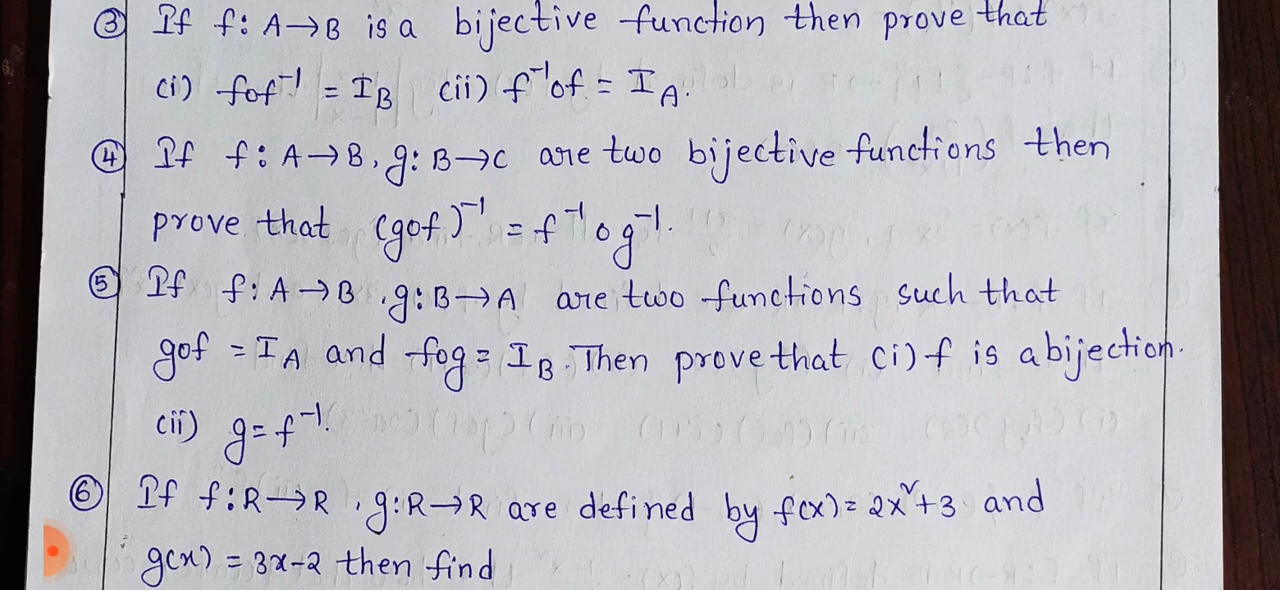 ③ If f: A→B is a bijective function then prove that
(i) fof⁻¹ = I_B (ii) f⁻¹of = I_A.
④ If f: A→B, g: B→C are two bijective functions then
prove that (gof)⁻¹ = f⁻¹og⁻¹.
⑤ If f: A→B, g: B→A are two functions such that
gof = I_A and fog = I_B. Then prove that (i) f is a bijection.
(ii) g = f⁻¹.
⑥ If f: R→R, g: R→R are defined by f(x) = 2x²+3 and
g(x) = 3x-2 then find